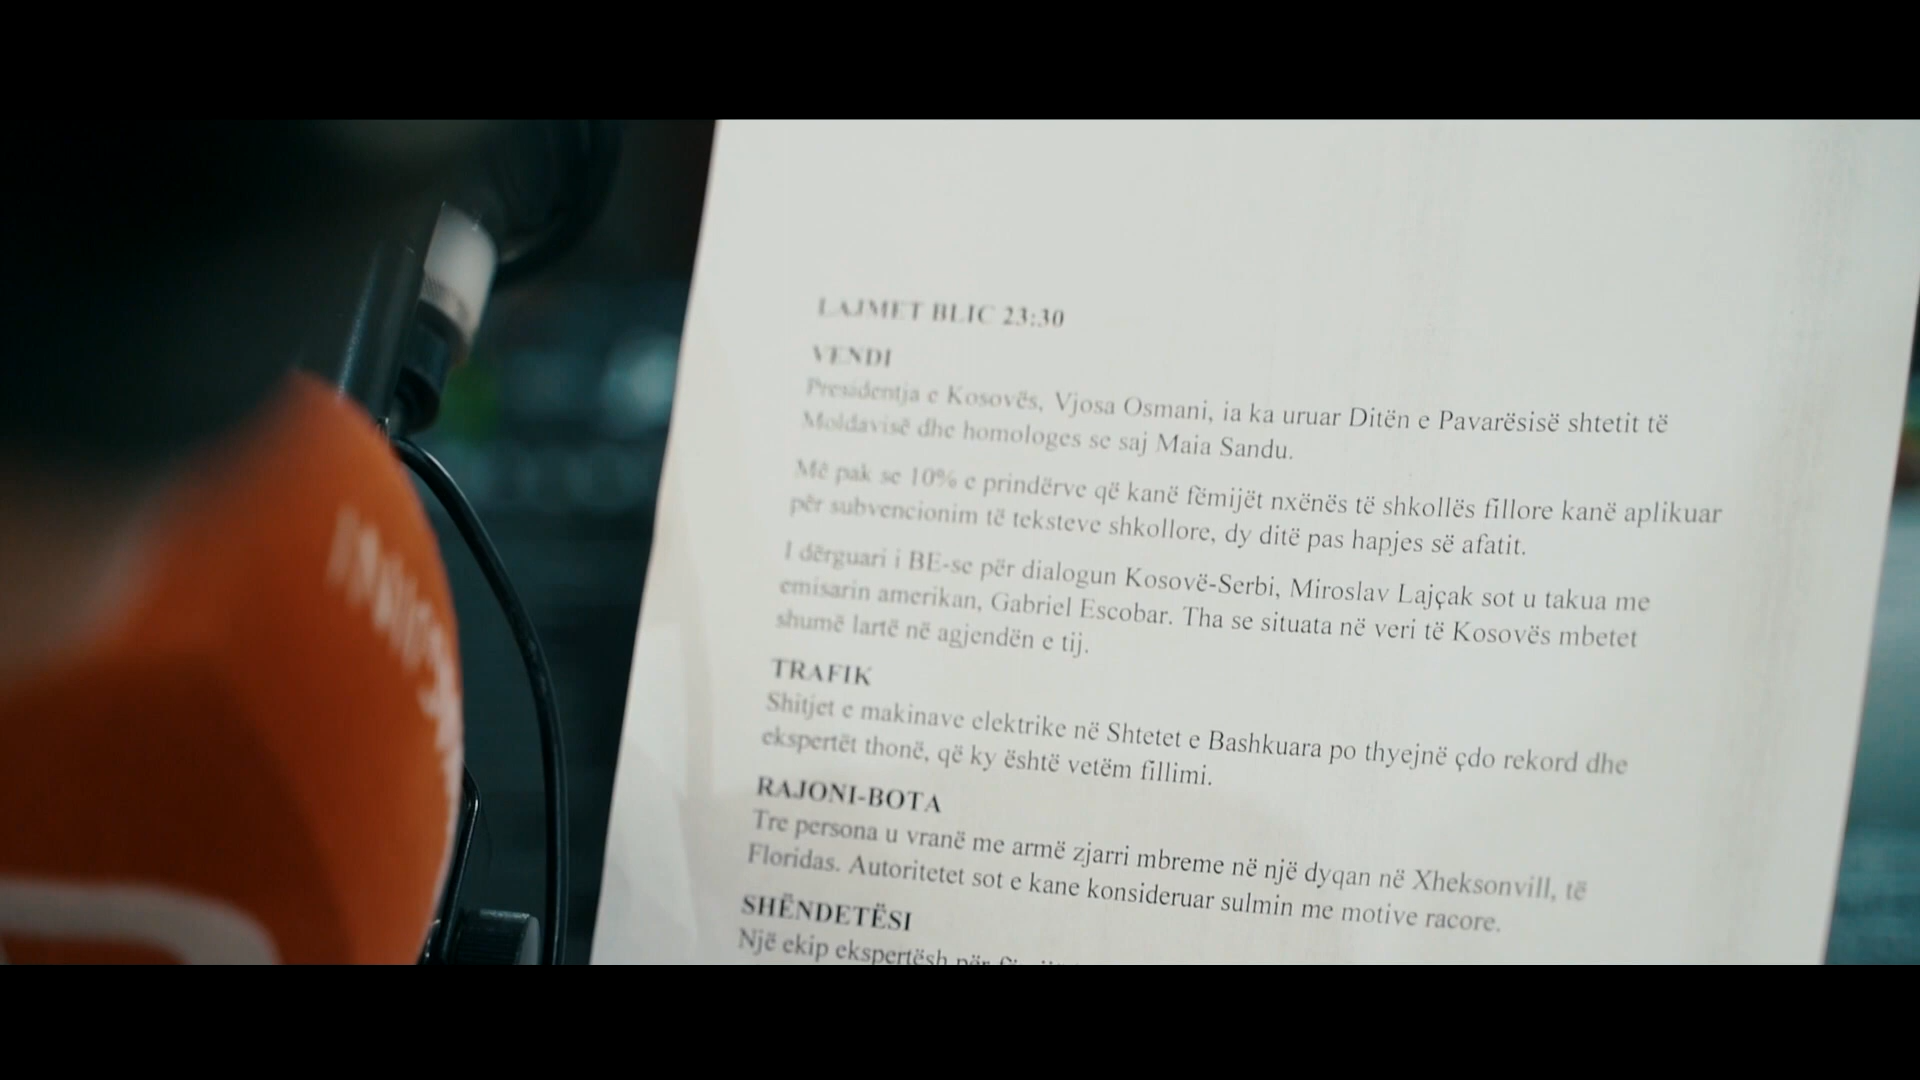 LAJMET BLIC 23:30
VENDI
Presidentja e Kosovës, Vjosa Osmani, ia ka uruar Ditën e Pavarësisë shtetit të
Moldavisë dhe homologes se saj Maia Sandu.
Më pak se 10% e prindërve që kanë fëmijët nxënës të shkollës fillore kanë aplikuar
për subvencionim të teksteve shkollore, dy ditë pas hapjes së afatit.
I dërguari i BE-se për dialogun Kosovë-Serbi, Miroslav Lajçak sot u takua me
emisarin amerikan, Gabriel Escobar. Tha se situata në veri të Kosovës mbetet
shumë lartë në agjendën e tij.
TRAFIK
Shitjet e makinave elektrike në Shtetet e Bashkuara po thyejnë çdo rekord dhe
ekspertët thonë, që ky është vetëm fillimi.
RAJONI-BOTA
Tre persona u vranë me armë zjarri mbreme në një dyqan në Xheksonvill, të
Floridas. Autoritetet sot e kane konsideruar sulmin me motive racore.
SHËNDETËSI
Një ekip ekspertësh për